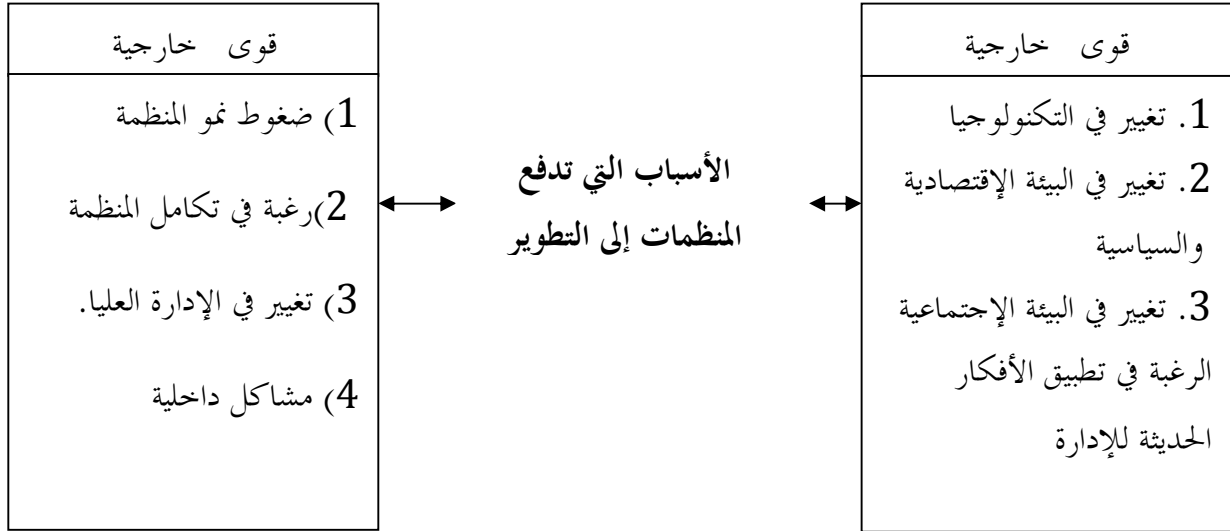 قوى خارجية
1. تغيير في التكنولوجيا
2. تغيير في البيئة الإقتصادية
والسياسية
3. تغيير في البيئة الإجتماعية
الرغبة في تطبيق الأفكار
الحديثة للإدارة
الأسباب التي تدفع
المنظمات إلى التطوير
قوى خارجية
1) ضغوط نمو المنظمة
2)رغبة في تكامل المنظمة
3) تغيير في الإدارة العليا.
4) مشاكل داخلية